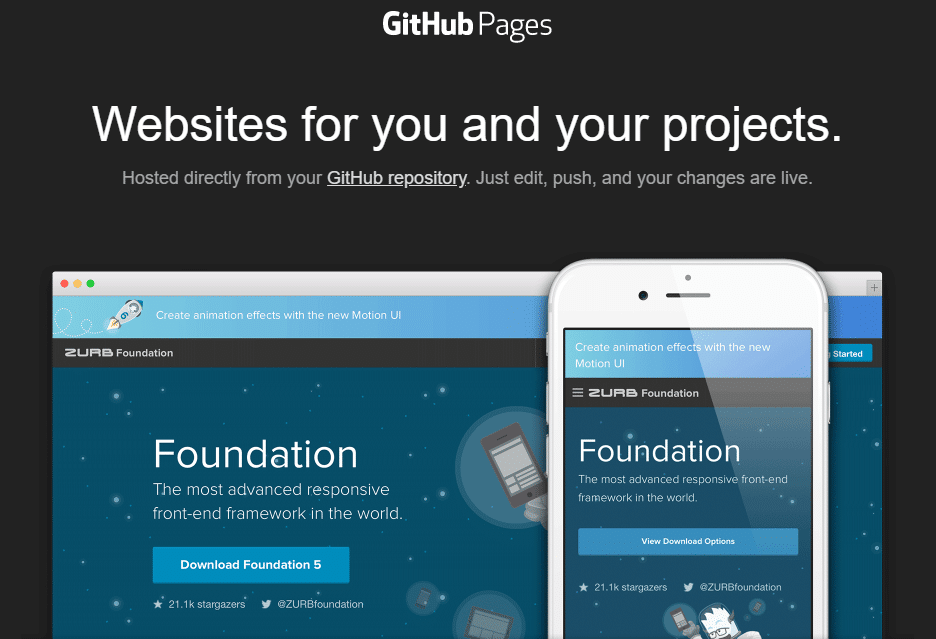 GitHub Pages
Websites for you and your projects.
Hosted directly from your GitHub repository. Just edit, push, and your changes are live.
Create animation effects with the new Motion UI
ZURB Foundation
Started
Foundation
The most advanced responsive
front-end framework in the world.
Download Foundation 5
21.1k stargazers @ZURBfoundation
Create animation effects with the new
Motion UI
ZURB Foundation
Foundation
The most advanced responsive front-end
framework in the world.
View Download Options
21.1k stargazers @ZURBfoundation